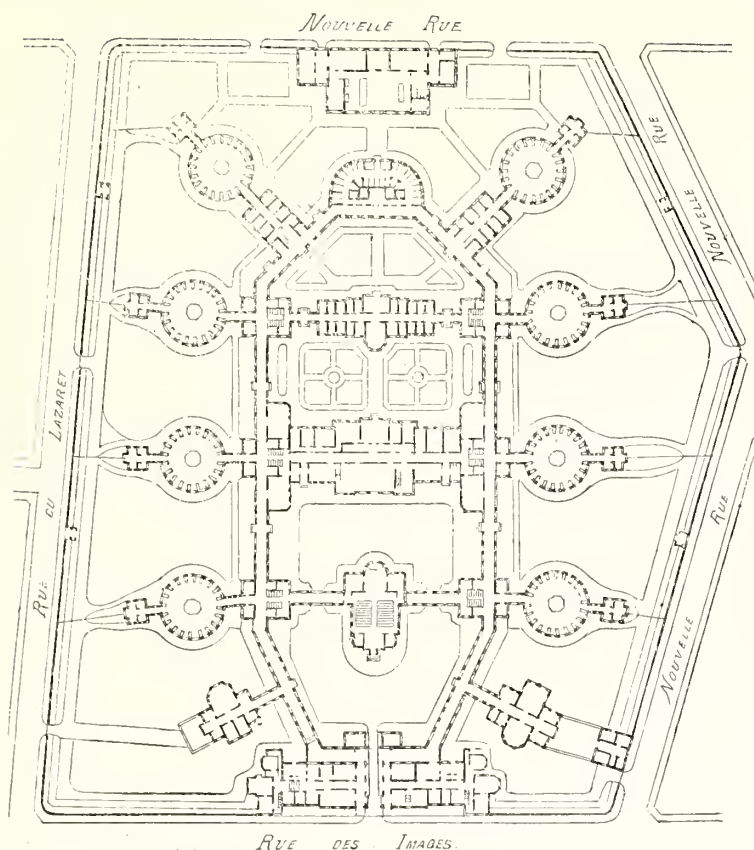 NOUVELLE RUE
RUE
NOUVELLE
RUE DU LAZARET
RUE
NOUVELLE
RUE DES IMAGES.